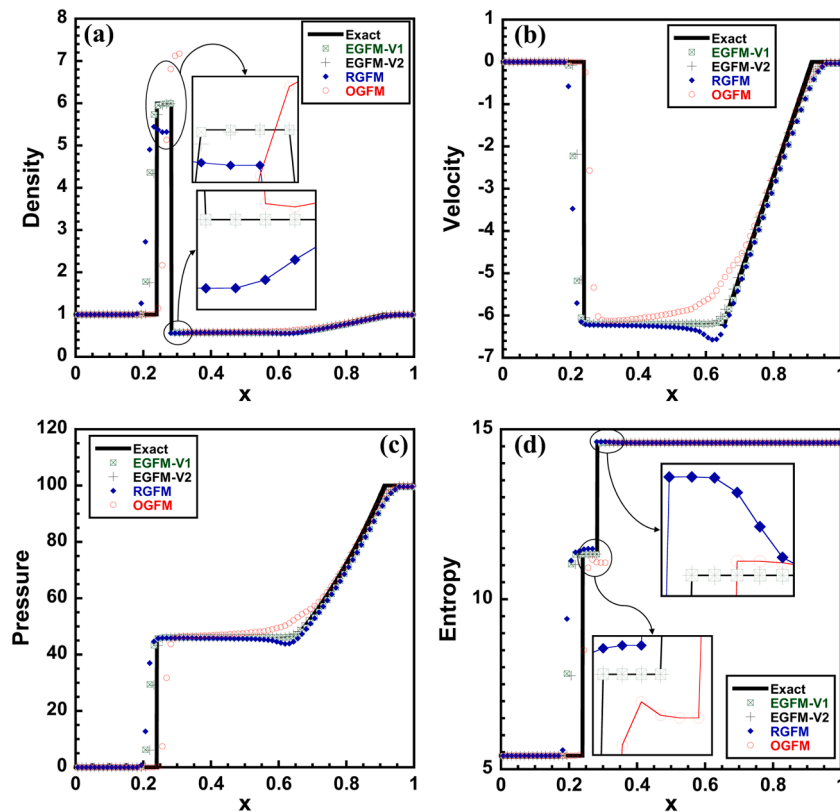 (a)
Exact
EGFM-V1
EGFM-V2
RGFM
OGFM
Density
8
7
6
5
4
3
2
1
0
0 0.2 0.4 0.6 0.8 1
x
(b)
Exact
EGFM-V1
EGFM-V2
RGFM
OGFM
Velocity
1
-0
-1
-2
-3
-4
-5
-6
-7
0 0.2 0.4 0.6 0.8 1
x
(c)
Exact
EGFM-V1
EGFM-V2
RGFM
OGFM
Pressure
120
100
80
60
40
20
0
0 0.2 0.4 0.6 0.8 1
x
(d)
Exact
EGFM-V1
EGFM-V2
RGFM
OGFM
Entropy
15
10
5
0 0.2 0.4 0.6 0.8 1
x